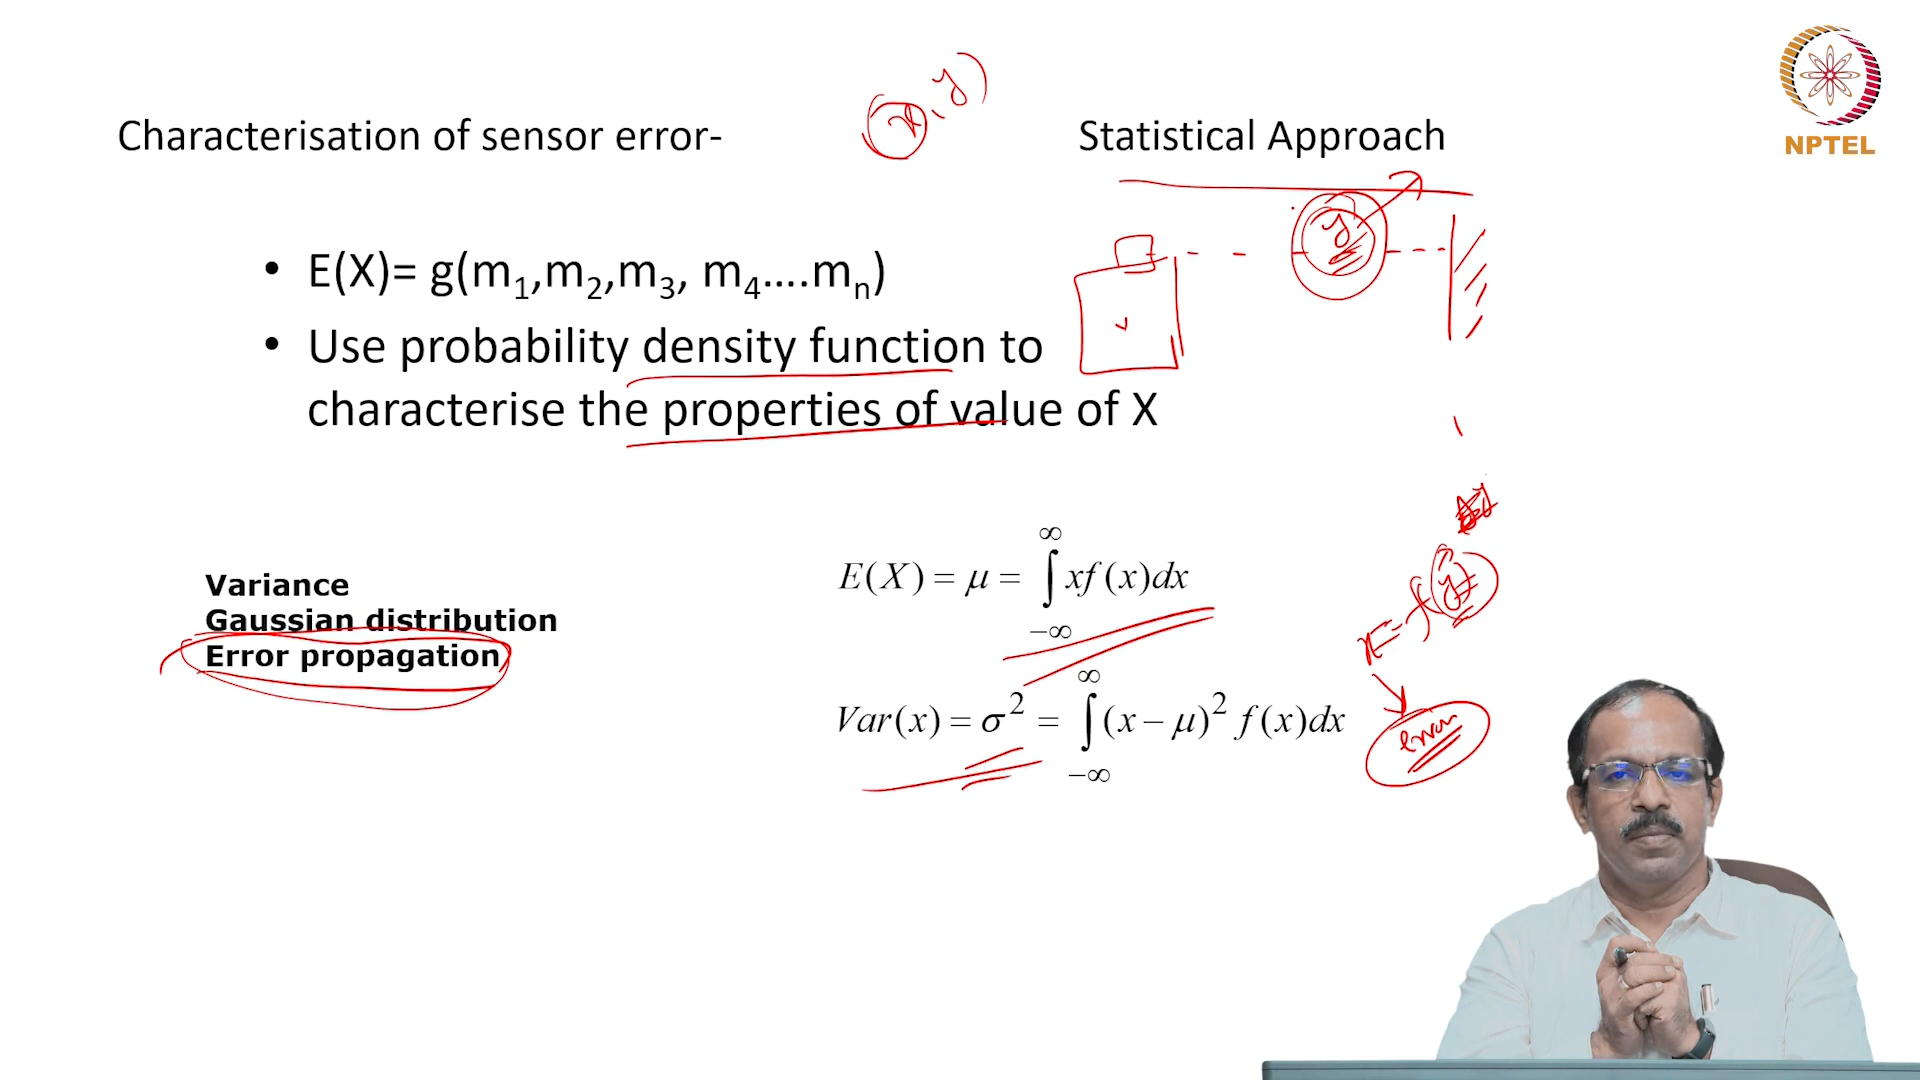 (x, y)
Characterisation of sensor error-
Statistical Approach
NPTEL
y
• E(X)= g(m₁,m₂,m₃, m₄....mₙ)
• Use probability density function to
characterise the properties of value of X
Variance
Gaussian distribution
Error propagation
E(X) = μ = ∫_{-∞}^{∞} xf(x)dx
x = f(y)
Var(x) = σ² = ∫_{-∞}^{∞} (x − μ)² f(x)dx
error